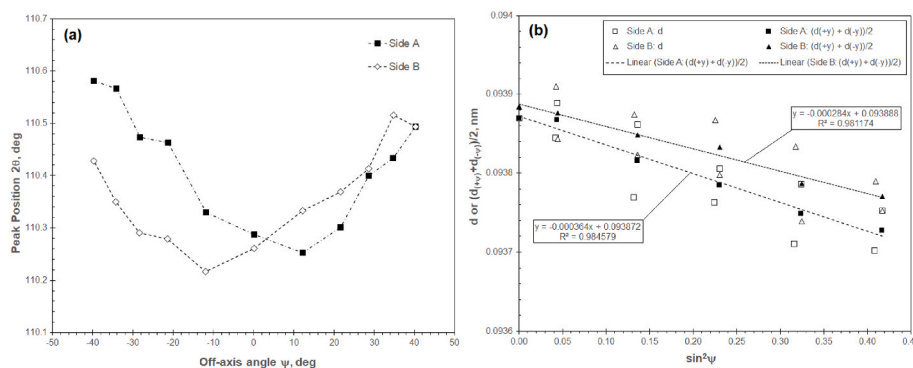 (a)
Side A
Side B
110.7
110.6
110.5
110.4
110.3
110.2
110.1
Peak Position 2θ, deg
-50 -40 -30 -20 -10 0 10 20 30 40 50
Off-axis angle ψ, deg
(b)
Side A: d
Side A: (d(+y) + d(-y))/2
Side B: d
Side B: (d(+y) + d(-y))/2
Linear (Side A: (d(+y) + d(-y))/2)
Linear (Side B: (d(+y) + d(-y))/2)
0.094
0.0939
0.0938
0.0937
0.0936
d or (d(+ψ)+d(-ψ))/2, nm
y = -0.000284x + 0.093888
R² = 0.981174
y = -0.000364x + 0.093872
R² = 0.984579
0.00 0.05 0.10 0.15 0.20 0.25 0.30 0.35 0.40
sin²ψ